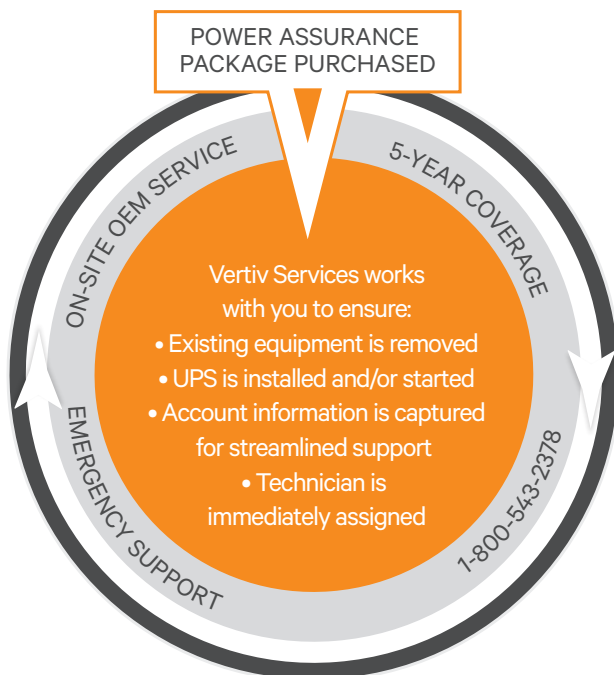 POWER ASSURANCE
PACKAGE PURCHASED
ON-SITE OEM SERVICE
5-YEAR COVERAGE
Vertiv Services works
with you to ensure:
• Existing equipment is removed
• UPS is installed and/or started
• Account information is captured
for streamlined support
• Technician is
immediately assigned
EMERGENCY SUPPORT
1-800-543-2378